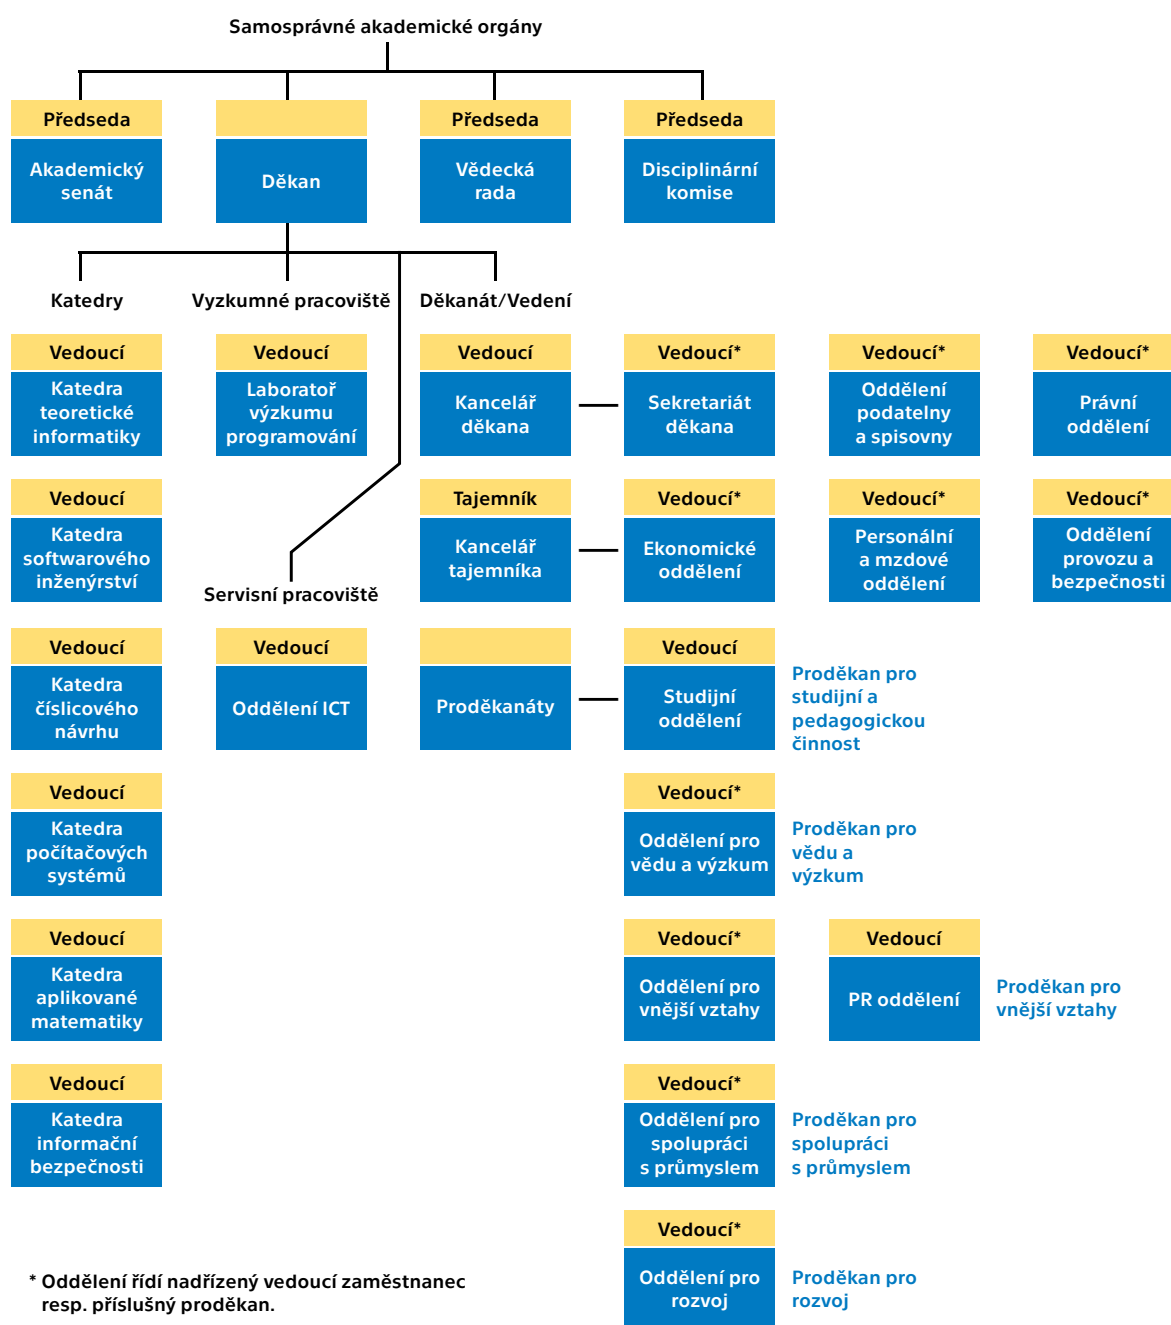 Samosprávné akademické orgány
Předseda
Akademický
senát
Děkan
Předseda
Vědecká
rada
Předseda
Disciplinární
komise
Katedry
Vyzkumné pracoviště
Děkanát/Vedení
Vedoucí
Katedra
teoretické
informatiky
Vedoucí
Laboratoř
výzkumu
programování
Vedoucí
Kancelář
děkana
Vedoucí*
Sekretariát
děkana
Vedoucí*
Oddělení
podatelny
a spisovny
Vedoucí*
Právní
oddělení
Vedoucí
Katedra
softwarového
inženýrství
Tajemník
Kancelář
tajemníka
Vedoucí*
Ekonomické
oddělení
Vedoucí*
Personální
a mzdové
oddělení
Vedoucí*
Oddělení
provozu a
bezpečnosti
Servisní pracoviště
Vedoucí
Katedra
číslicového
návrhu
Vedoucí
Oddělení ICT
Proděkanáty
Vedoucí
Studijní
oddělení
Proděkan pro
studijní a
pedagogickou
činnost
Vedoucí
Katedra
počítačových
systémů
Vedoucí*
Oddělení pro
vědu a výzkum
Proděkan pro
vědu a
výzkum
Vedoucí
Katedra
aplikované
matematiky
Vedoucí*
Oddělení pro
vnější vztahy
Vedoucí
PR oddělení
Proděkan pro
vnější vztahy
Vedoucí
Katedra
informační
bezpečnosti
Vedoucí*
Oddělení pro
spolupráci
s průmyslem
Proděkan pro
spolupráci
s průmyslem
Vedoucí*
Oddělení pro
rozvoj
Proděkan pro
rozvoj
* Oddělení řídí nadřízený vedoucí zaměstnanec
resp. příslušný proděkan.